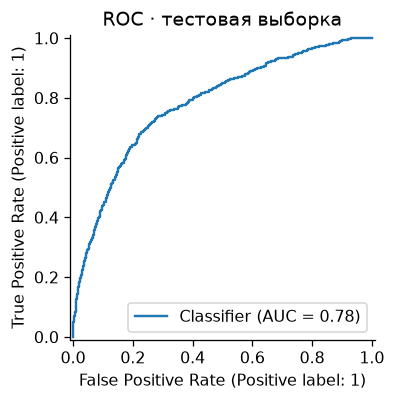 ROC · тестовая выборка
True Positive Rate (Positive label: 1)
1.0
0.8
0.6
0.4
0.2
0.0
Classifier (AUC = 0.78)
0.0 0.2 0.4 0.6 0.8 1.0
False Positive Rate (Positive label: 1)